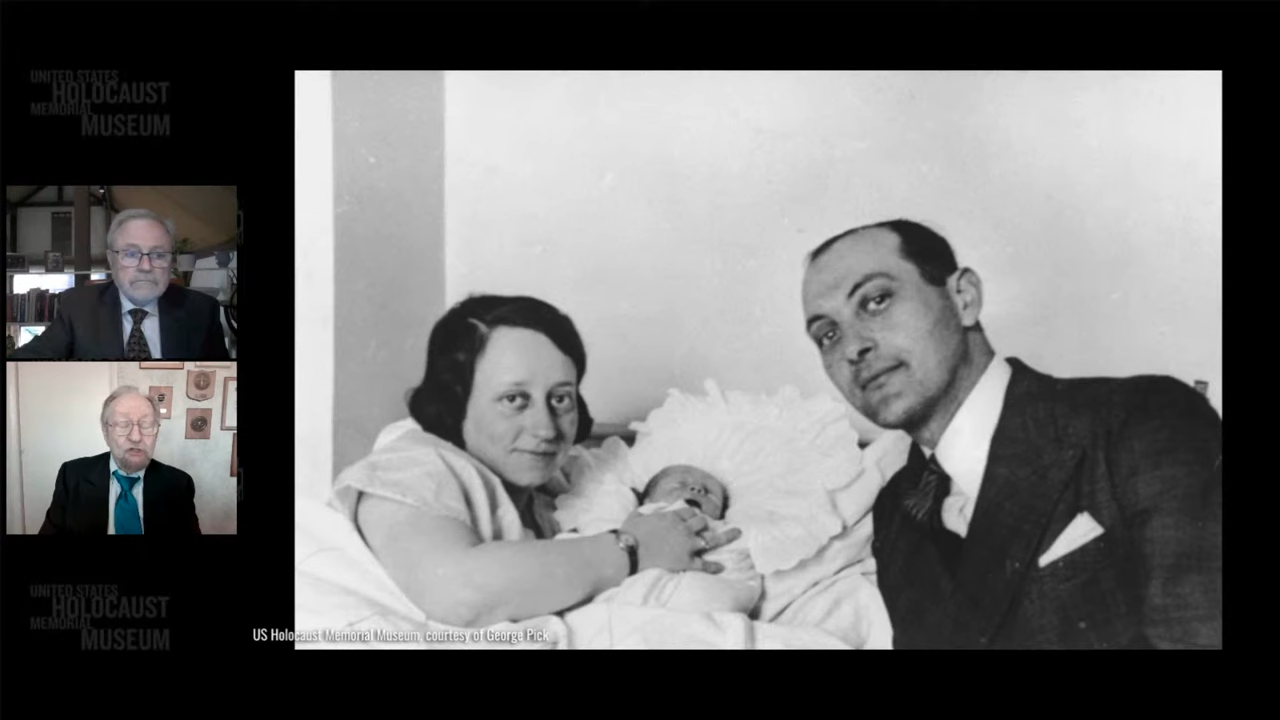 UNITED STATES
HOLOCAUST
MEMORIAL
MUSEUM
US Holocaust Memorial Museum, courtesy of George Pick
UNITED STATES
HOLOCAUST
MEMORIAL
MUSEUM